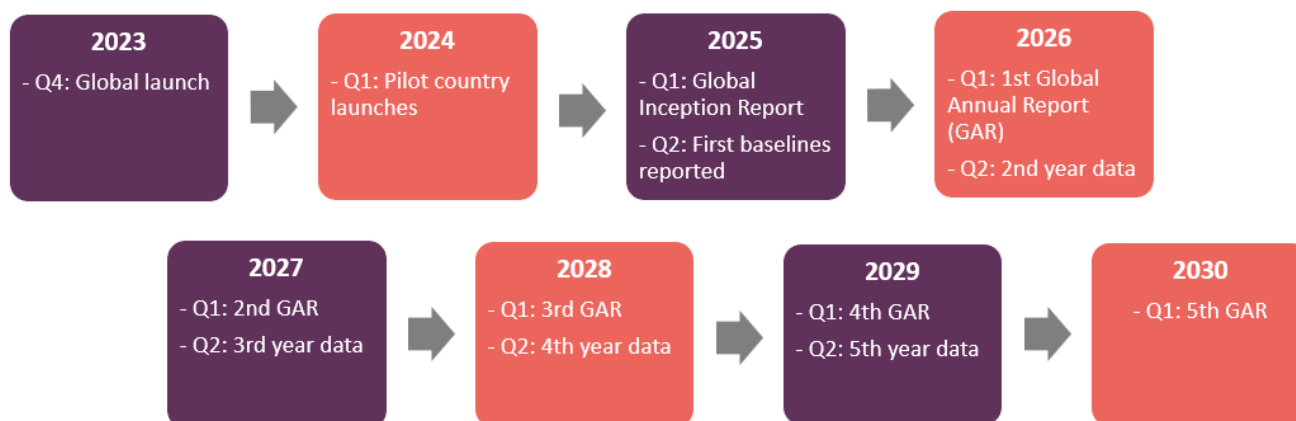 2023
- Q4: Global launch
2024
- Q1: Pilot country
launches
2025
- Q1: Global
Inception Report
- Q2: First baselines
reported
2026
- Q1: 1st Global
Annual Report
(GAR)
- Q2: 2nd year data
2027
- Q1: 2nd GAR
- Q2: 3rd year data
2028
- Q1: 3rd GAR
- Q2: 4th year data
2029
- Q1: 4th GAR
- Q2: 5th year data
2030
- Q1: 5th GAR